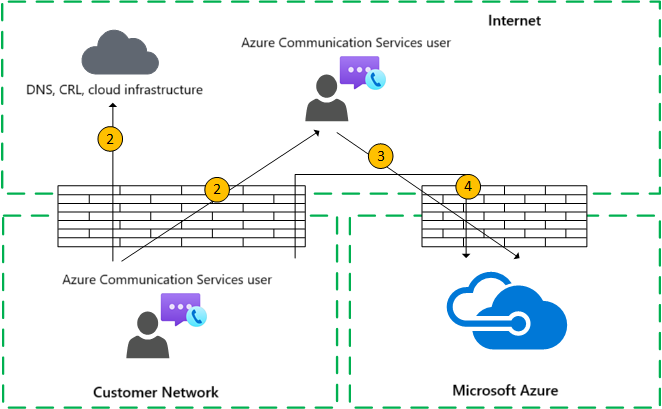 Internet
Azure Communication Services user
DNS, CRL, cloud infrastructure
2
3
2
4
Azure Communication Services user
Customer Network
Microsoft Azure